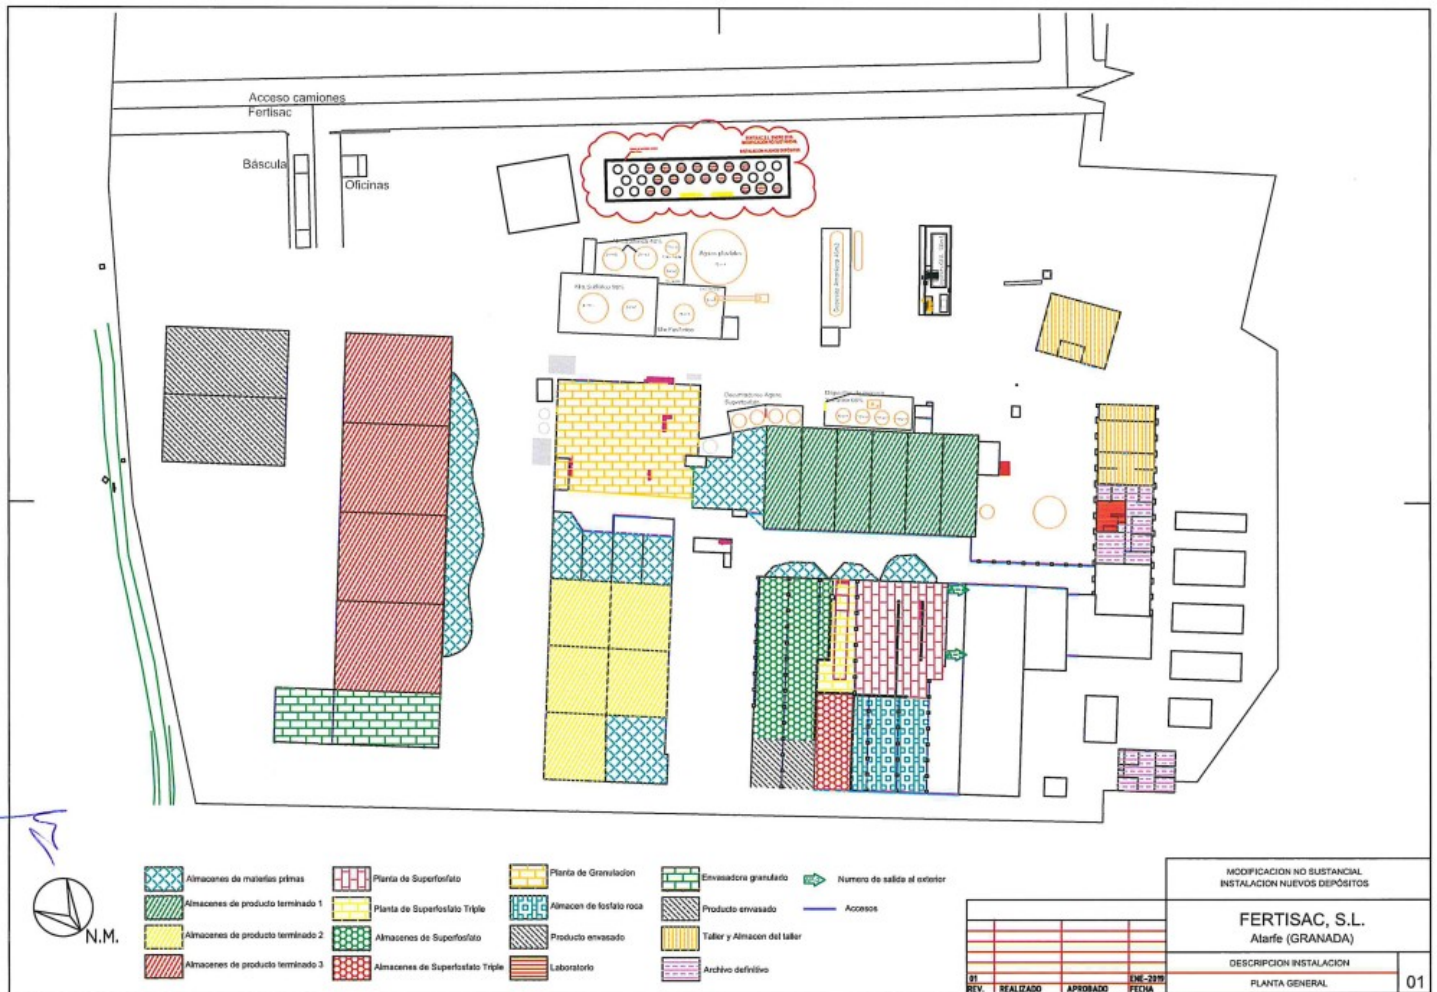 Acceso camiones
Fertisac
Báscula
Oficinas
Aguas pluviales
N.M.
Almacenes de materias primas
Almacenes de producto terminado 1
Almacenes de producto terminado 2
Almacenes de producto terminado 3
Planta de Superfosfato
Planta de Superfosfato Triple
Almacenes de Superfosfato
Almacenes de Superfosfato Triple
Planta de Granulacion
Almacen de fosfato roca
Producto envasado
Laboratorio
Envasadora granulado
Producto envasado
Taller y Almacen del taller
Archivo definitivo
Numero de salida al exterior
Accesos
MODIFICACION NO SUSTANCIAL
INSTALACION NUEVOS DEPÓSITOS
FERTISAC, S.L.
Atarfe (GRANADA)
DESCRIPCION INSTALACION
PLANTA GENERAL
01
01 ENE-2019
REV. REALIZADO APROBADO FECHA